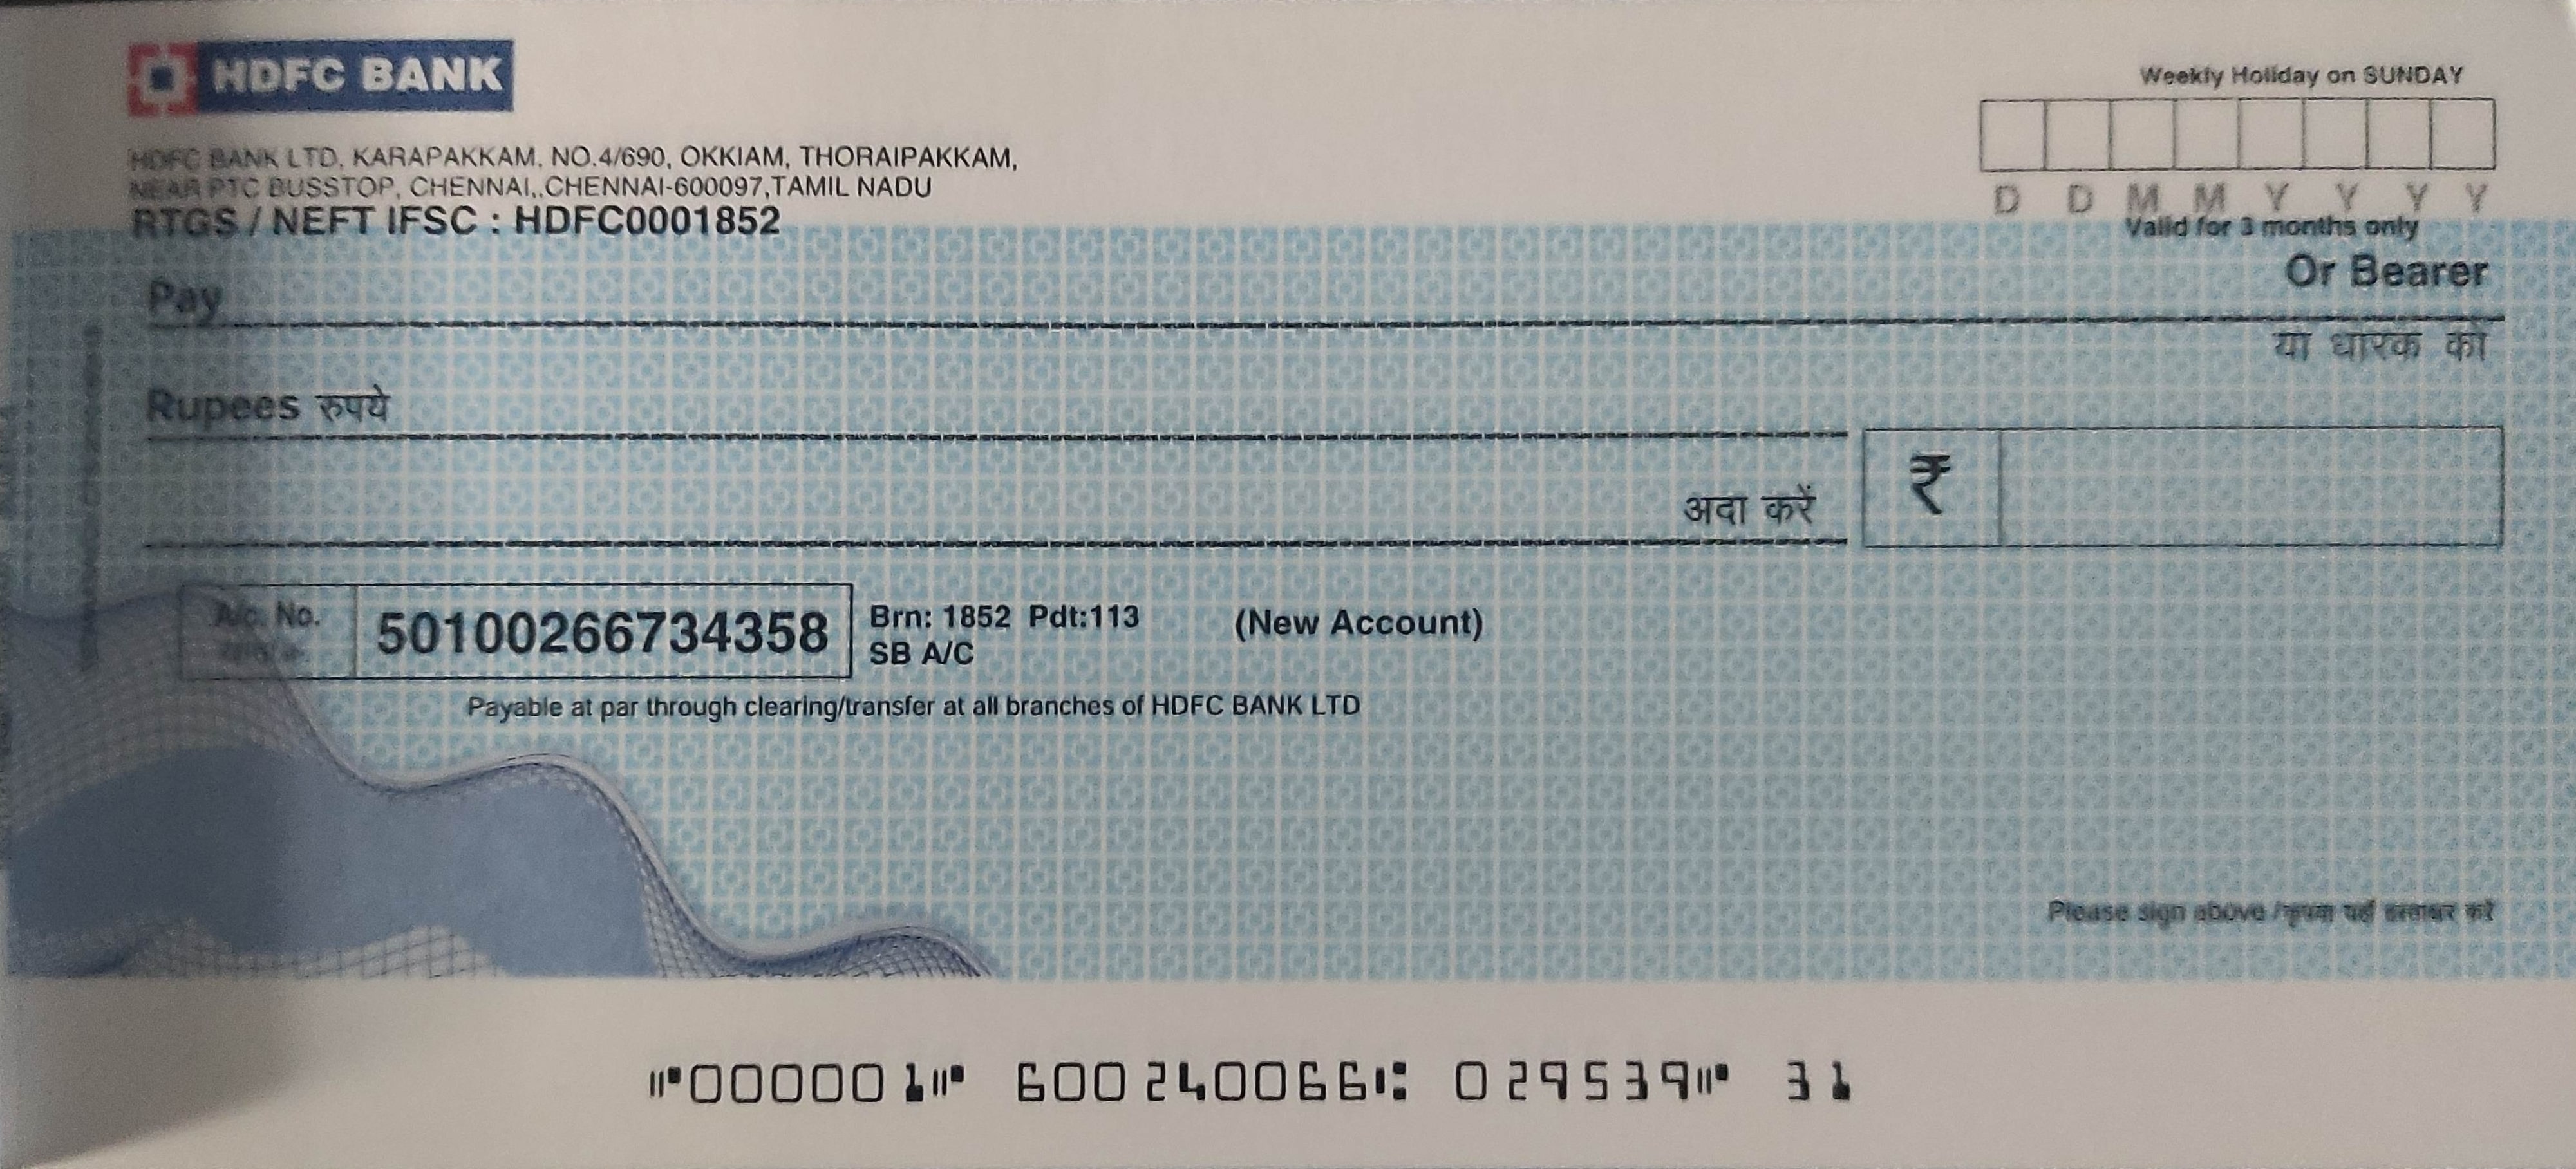 HDFC BANK
Weekly Holiday on SUNDAY
HDFC BANK LTD. KARAPAKKAM, NO.4/690, OKKIAM, THORAIPAKKAM,
NEAR PTC BUSSTOP, CHENNAI,.CHENNAI-600097,TAMIL NADU
RTGS / NEFT IFSC : HDFC0001852
D D M M Y Y Y Y
Valid for 3 months only
Pay
Or Bearer
या धारक को
Rupees रुपये
अदा करें
₹
A/c. No.
50100266734358
Brn: 1852 Pdt:113
SB A/C
(New Account)
Payable at par through clearing/transfer at all branches of HDFC BANK LTD
Please sign above / कृपया यहाँ हस्ताक्षर करें
⑈000001⑈ 600240066⑆ 029539⑈ 31